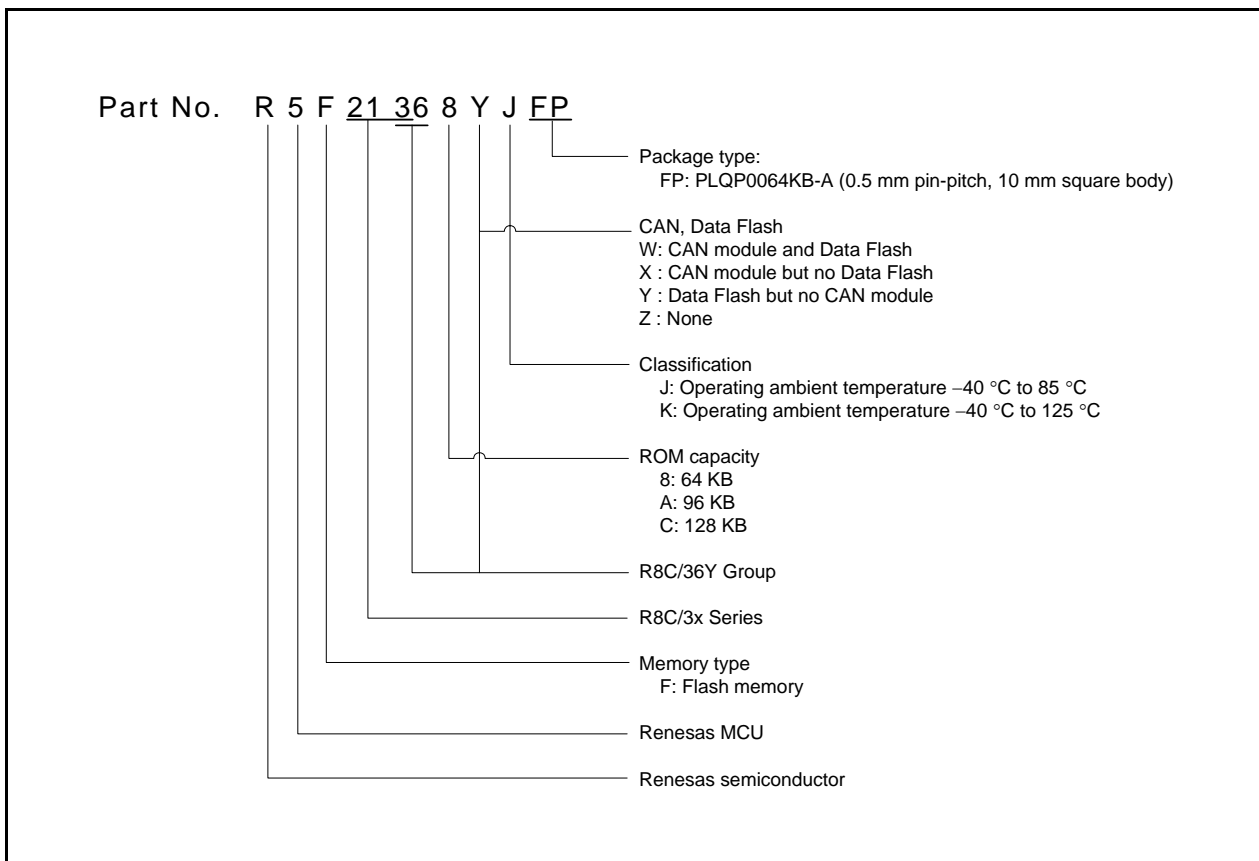 Part No. R 5 F 21 36 8 Y J FP
Package type:
FP: PLQP0064KB-A (0.5 mm pin-pitch, 10 mm square body)
CAN, Data Flash
W: CAN module and Data Flash
X : CAN module but no Data Flash
Y : Data Flash but no CAN module
Z : None
Classification
J: Operating ambient temperature –40 °C to 85 °C
K: Operating ambient temperature –40 °C to 125 °C
ROM capacity
8: 64 KB
A: 96 KB
C: 128 KB
R8C/36Y Group
R8C/3x Series
Memory type
F: Flash memory
Renesas MCU
Renesas semiconductor